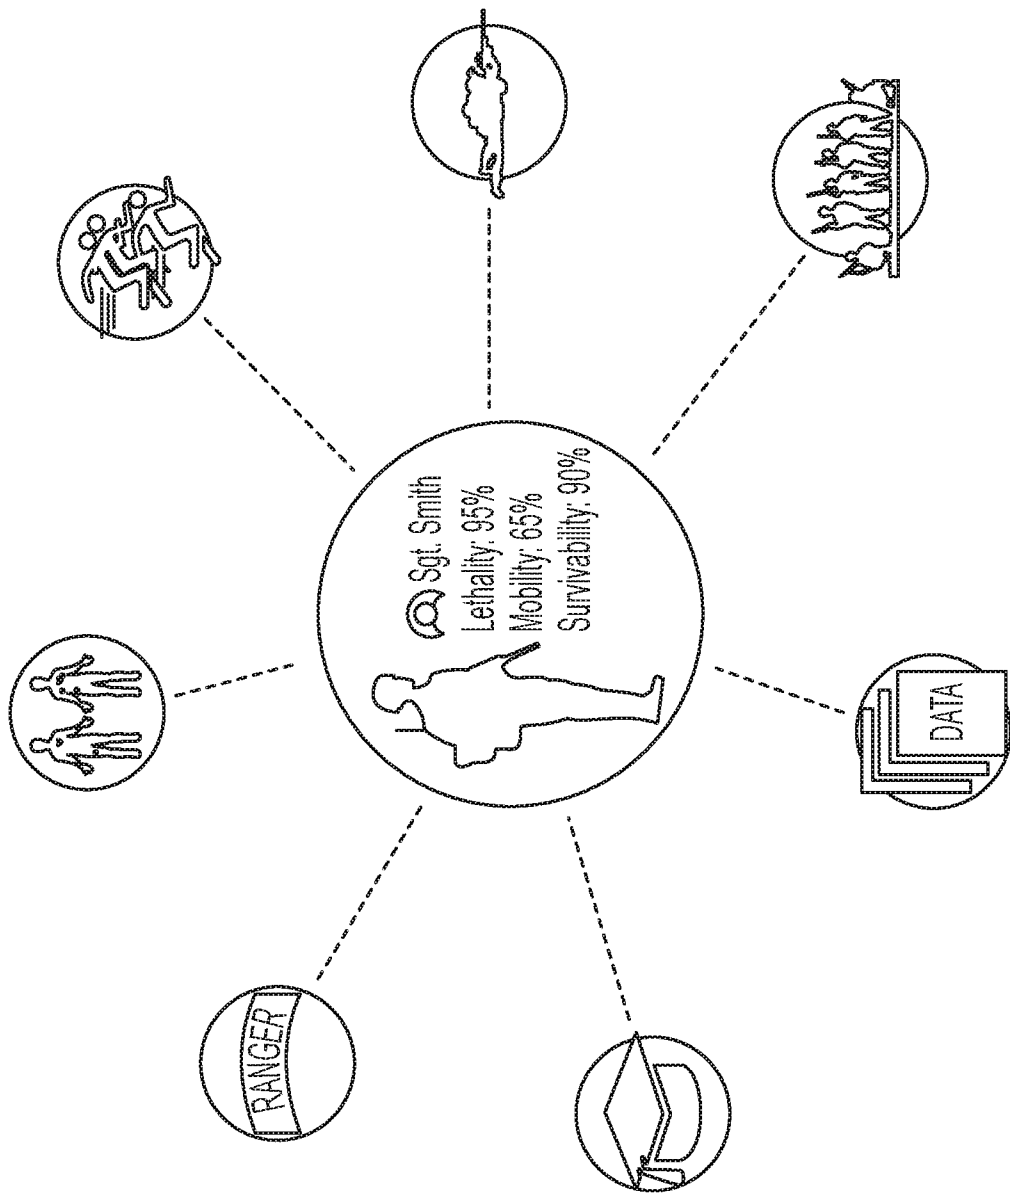 RANGER
Sgt. Smith
Lethality: 95%
Mobility: 65%
Survivability: 90%
DATA